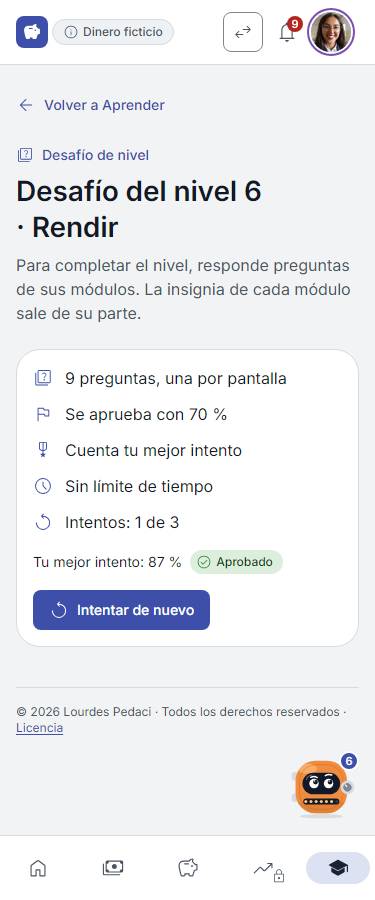 Dinero ficticio
9
Volver a Aprender
Desafío de nivel
Desafío del nivel 6
· Rendir
Para completar el nivel, responde preguntas
de sus módulos. La insignia de cada módulo
sale de su parte.
9 preguntas, una por pantalla
Se aprueba con 70 %
Cuenta tu mejor intento
Sin límite de tiempo
Intentos: 1 de 3
Tu mejor intento: 87 % Aprobado
Intentar de nuevo
© 2026 Lourdes Pedaci · Todos los derechos reservados ·
Licencia
6